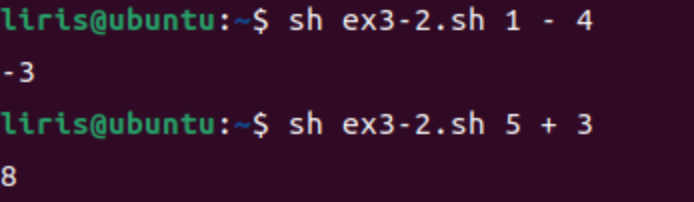 liris@ubuntu:~$ sh ex3-2.sh 1 - 4
-3
liris@ubuntu:~$ sh ex3-2.sh 5 + 3
8